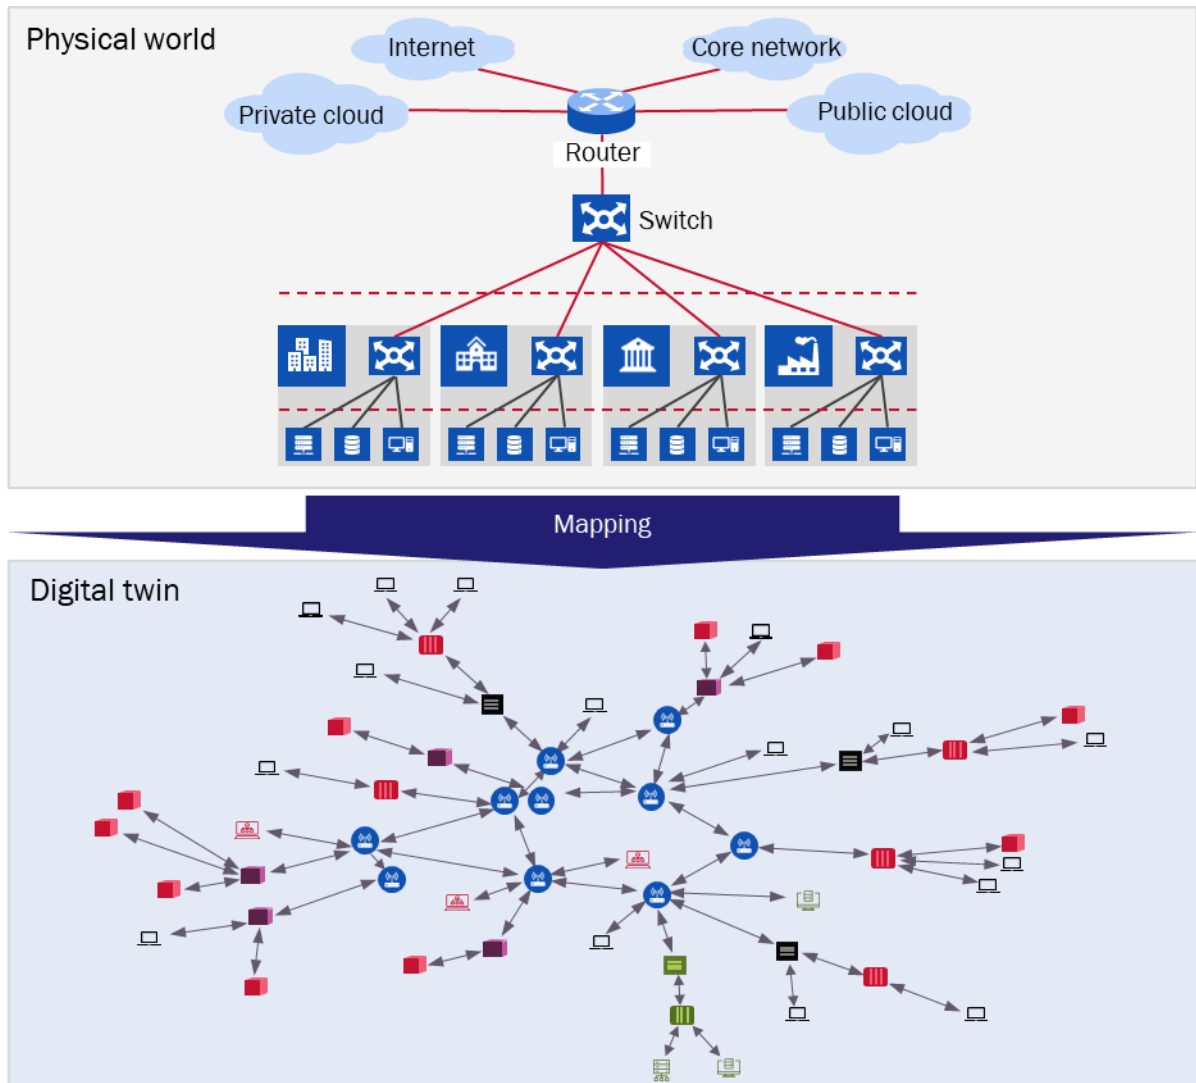 Physical world
Internet
Core network
Private cloud
Public cloud
Router
Switch
Mapping
Digital twin